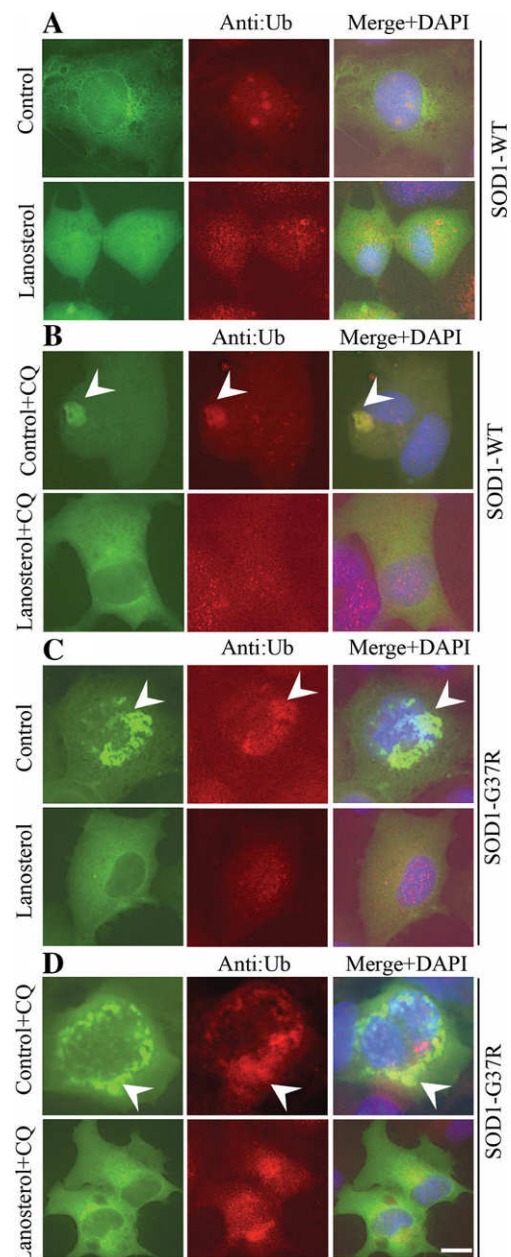 A
Anti:Ub Merge+DAPI
Control
Lanosterol
SOD1-WT
B
Anti:Ub Merge+DAPI
Control+CQ
Lanosterol+CQ
SOD1-WT
C
Anti:Ub Merge+DAPI
Control
Lanosterol
SOD1-G37R
D
Anti:Ub Merge+DAPI
Control+CQ
Lanosterol+CQ
SOD1-G37R